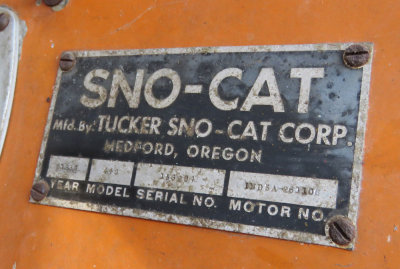 SNO-CAT
Mfd. By: TUCKER SNO-CAT CORP.
MEDFORD, OREGON
YEAR MODEL SERIAL NO. MOTOR NO.